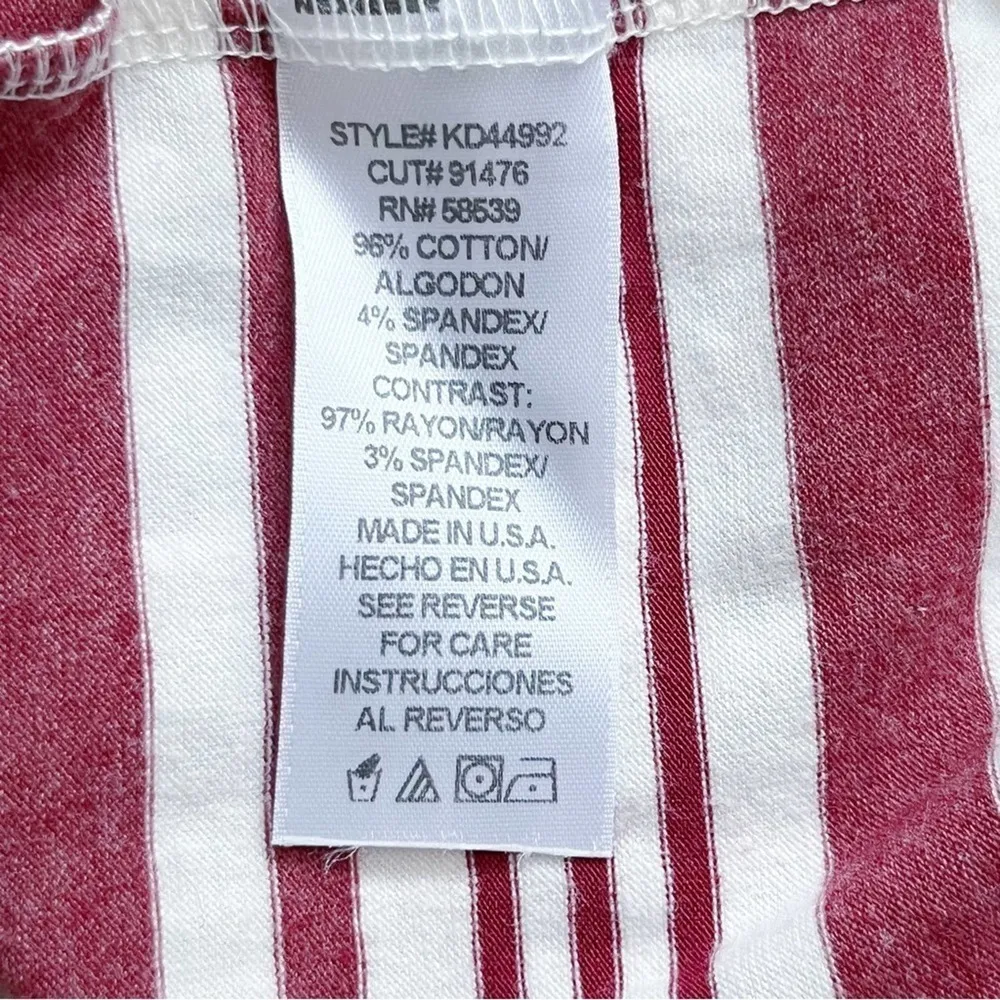 STYLE# KD44992
CUT# 91476
RN# 58539
96% COTTON/
ALGODON
4% SPANDEX/
SPANDEX
CONTRAST:
97% RAYON/RAYON
3% SPANDEX/
SPANDEX
MADE IN U.S.A.
HECHO EN U.S.A.
SEE REVERSE
FOR CARE
INSTRUCCIONES
AL REVERSO